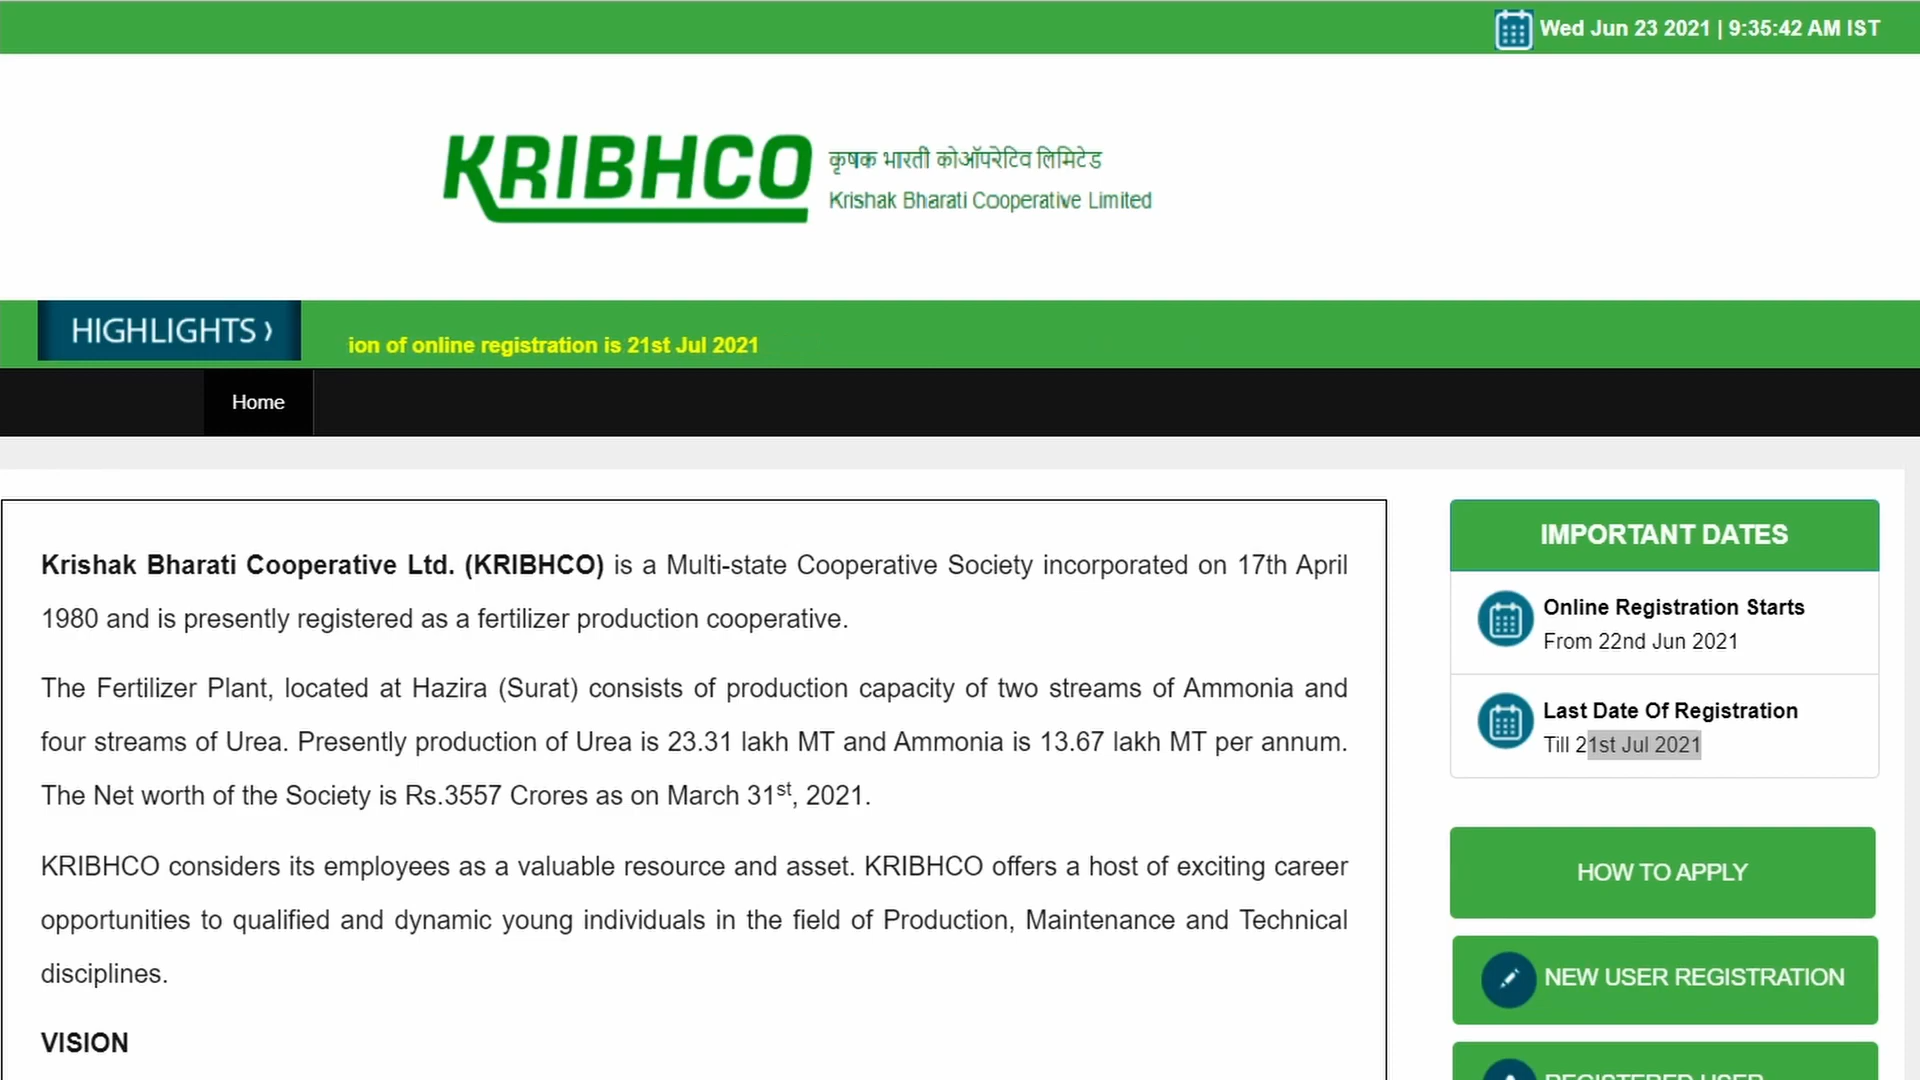 Wed Jun 23 2021 | 9:35:42 AM IST
KRIBHCO
कृषक भारती कोऑपरेटिव लिमिटेड
Krishak Bharati Cooperative Limited
HIGHLIGHTS ›
ion of online registration is 21st Jul 2021
Home
Krishak Bharati Cooperative Ltd. (KRIBHCO) is a Multi-state Cooperative Society incorporated on 17th April
1980 and is presently registered as a fertilizer production cooperative.
The Fertilizer Plant, located at Hazira (Surat) consists of production capacity of two streams of Ammonia and
four streams of Urea. Presently production of Urea is 23.31 lakh MT and Ammonia is 13.67 lakh MT per annum.
The Net worth of the Society is Rs.3557 Crores as on March 31st, 2021.
KRIBHCO considers its employees as a valuable resource and asset. KRIBHCO offers a host of exciting career
opportunities to qualified and dynamic young individuals in the field of Production, Maintenance and Technical
disciplines.
VISION
IMPORTANT DATES
Online Registration Starts
From 22nd Jun 2021
Last Date Of Registration
Till 21st Jul 2021
HOW TO APPLY
NEW USER REGISTRATION
REGISTERED USER